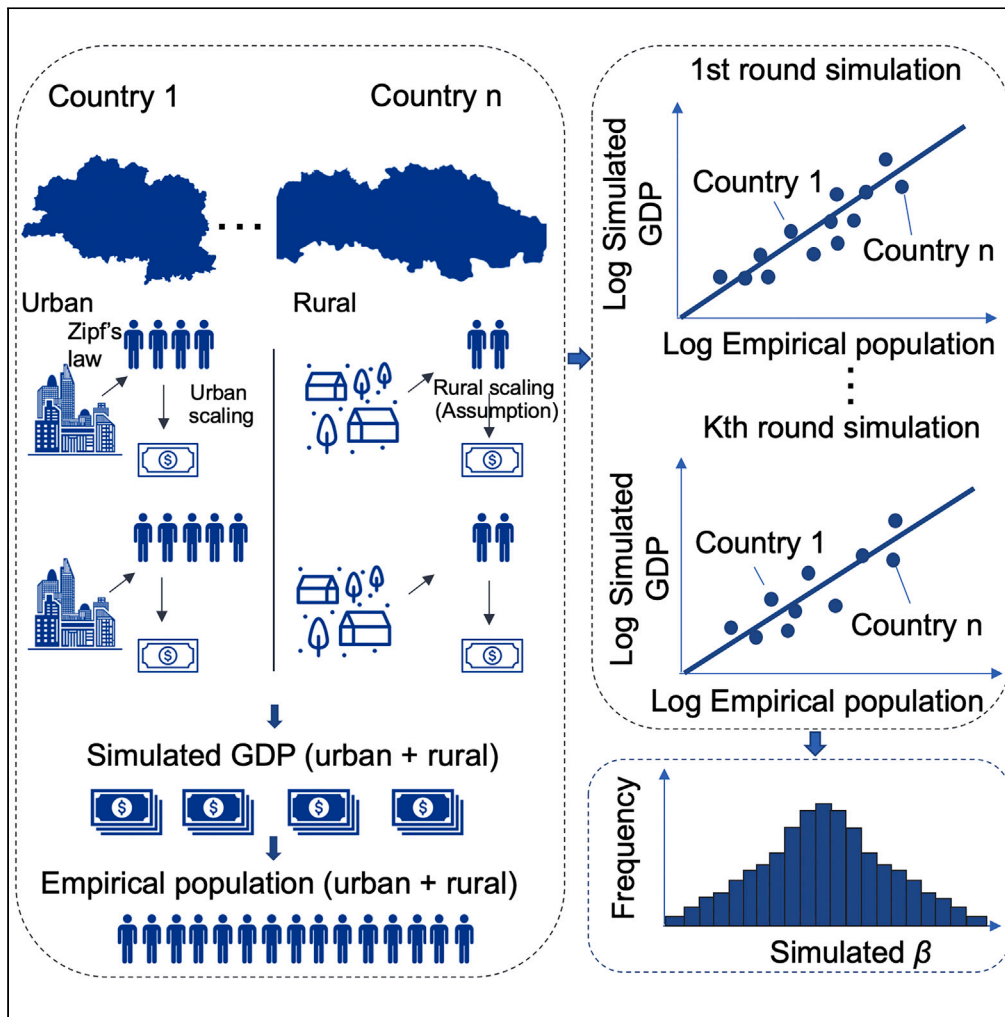 Country 1
Country n
...
Urban
Zipf's
law
Urban
scaling
$
$
Rural
Rural scaling
(Assumption)
$
$
Simulated GDP (urban + rural)
$ $ $ $
Empirical population (urban + rural)
1st round simulation
Log Simulated
GDP
Country 1
Country n
Log Empirical population
Kth round simulation
Log Simulated
GDP
Country 1
Country n
Log Empirical population
Frequency
Simulated β